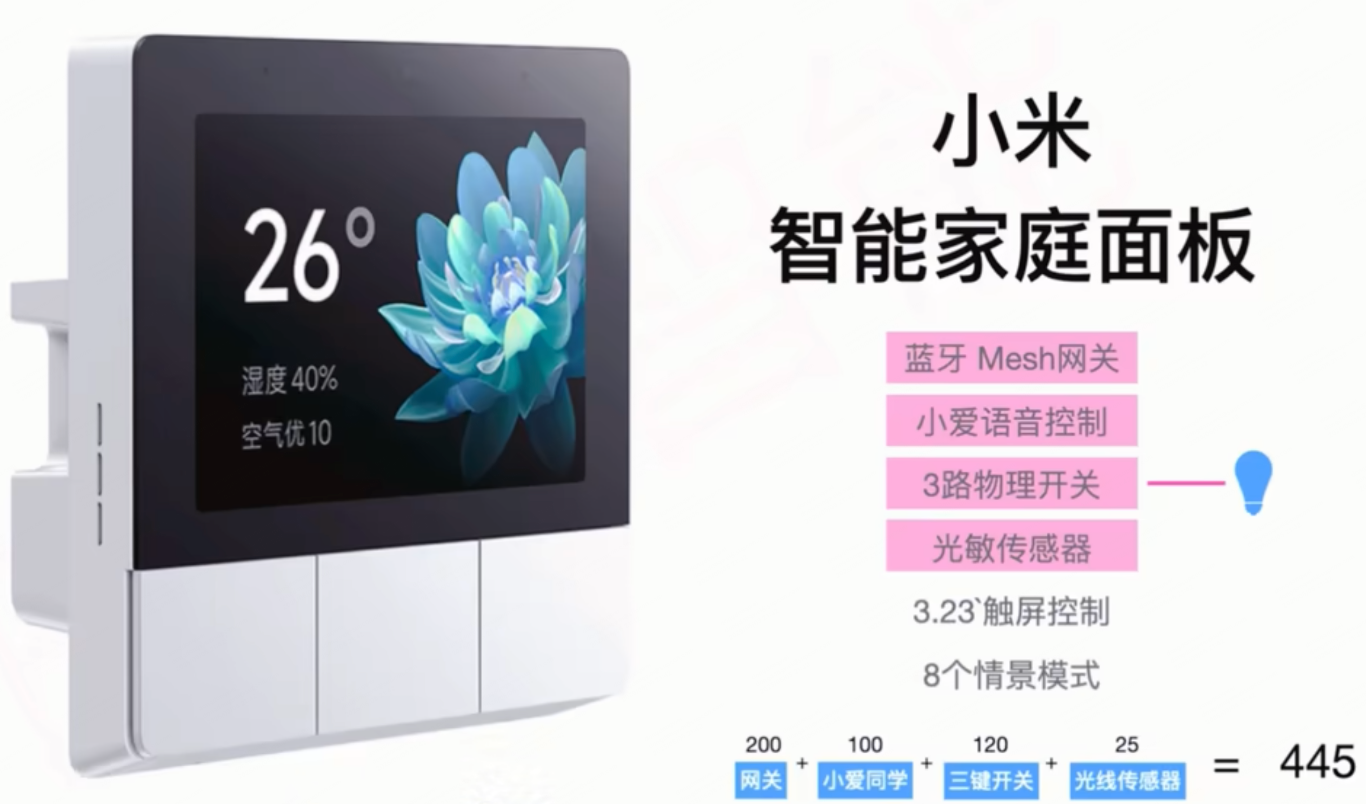 26°
湿度 40%
空气优 10
小米
智能家庭面板
蓝牙 Mesh网关
小爱语音控制
3路物理开关
光敏传感器
3.23`触屏控制
8个情景模式
200 100 120 25
网关 + 小爱同学 + 三键开关 + 光线传感器 = 445